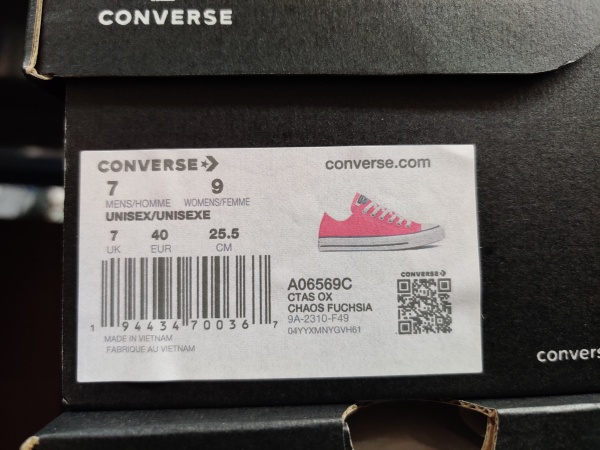 CONVERSE
CONVERSE
converse.com
7 9
MENS/HOMME WOMENS/FEMME
UNISEX/UNISEXE
7 40 25.5
UK EUR CM
A06569C
CTAS OX
CHAOS FUCHSIA
9A-2310-F49
04YYXMNYGVH61
CONVERSE
1 94434 70036 7
MADE IN VIETNAM
FABRIQUE AU VIETNAM
convers